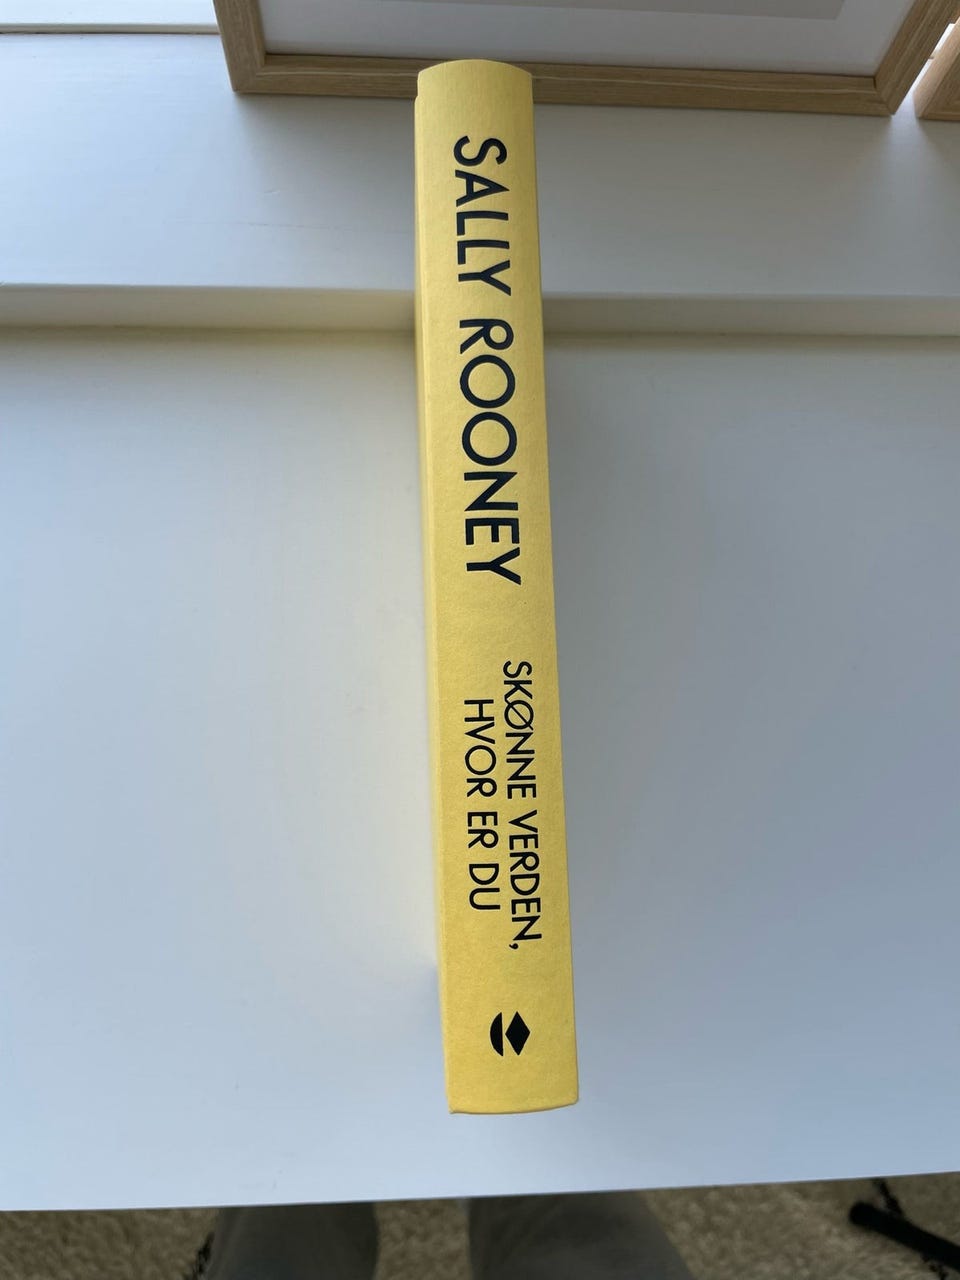 SALLY ROONEY
SKØNNE VERDEN,
HVOR ER DU